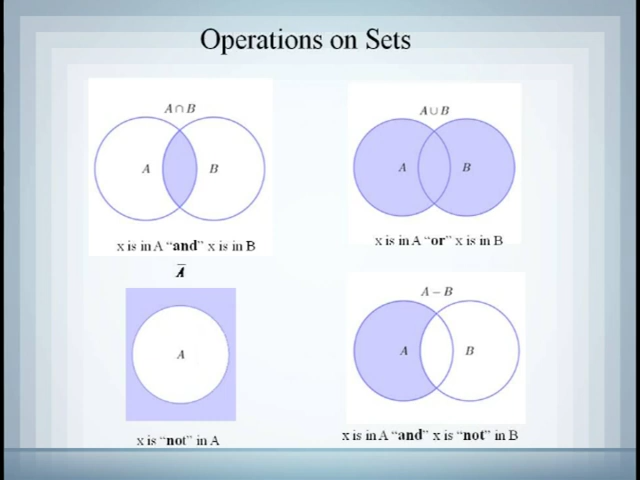 Operations on Sets
A ∩ B
A B
x is in A “and” x is in B
A ∪ B
A B
x is in A “or” x is in B
A̅
A
x is “not” in A
A − B
A B
x is in A “and” x is “not” in B